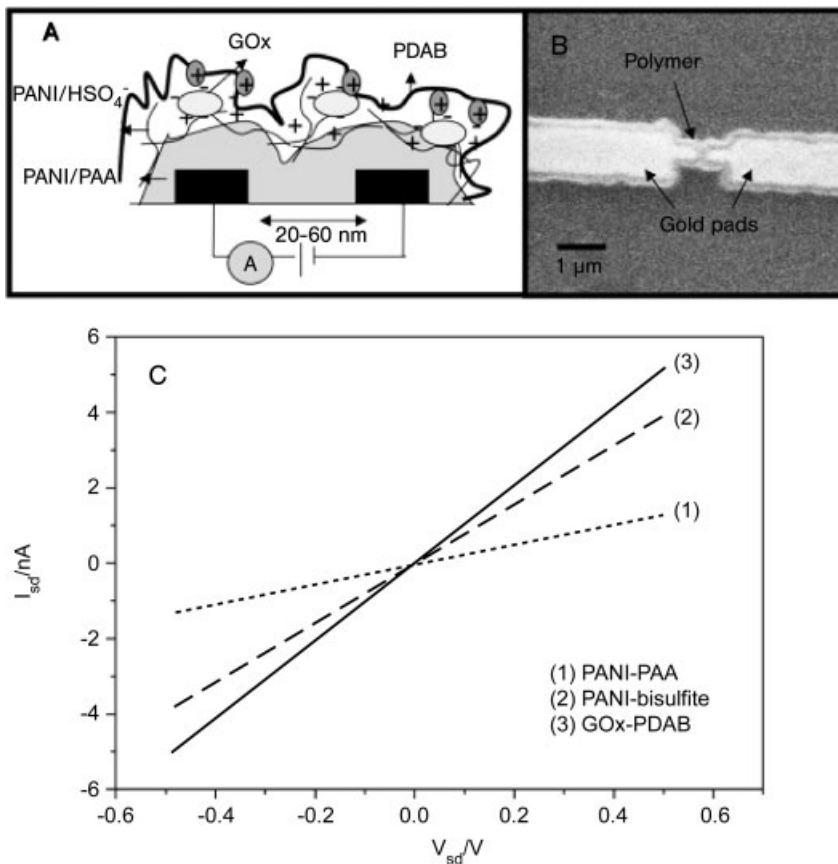 A
GOx
PDAB
PANI/HSO₄⁻
PANI/PAA
20-60 nm
A
B
Polymer
Gold pads
1 µm
C
6
4
2
0
-2
-4
-6
I_sd/nA
(3)
(2)
(1)
(1) PANI-PAA
(2) PANI-bisulfite
(3) GOx-PDAB
-0.6
-0.4
-0.2
0.0
0.2
0.4
0.6
V_sd/V